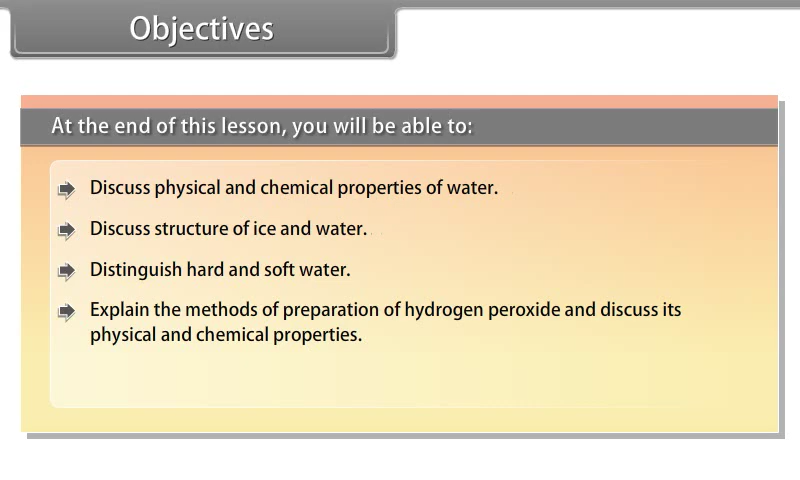 Objectives
At the end of this lesson, you will be able to:
Discuss physical and chemical properties of water.
Discuss structure of ice and water.
Distinguish hard and soft water.
Explain the methods of preparation of hydrogen peroxide and discuss its
physical and chemical properties.